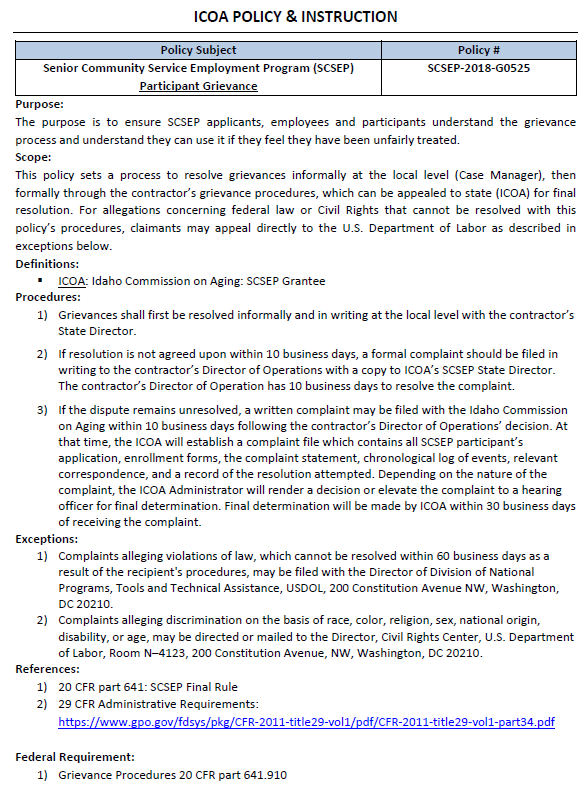 ICOA POLICY & INSTRUCTION
Policy Subject Policy #
Senior Community Service Employment Program (SCSEP) SCSEP-2018-G0525
Participant Grievance
Purpose:
The purpose is to ensure SCSEP applicants, employees and participants understand the grievance
process and understand they can use it if they feel they have been unfairly treated.
Scope:
This policy sets a process to resolve grievances informally at the local level (Case Manager), then
formally through the contractor's grievance procedures, which can be appealed to state (ICOA) for final
resolution. For allegations concerning federal law or Civil Rights that cannot be resolved with this
policy's procedures, claimants may appeal directly to the U.S. Department of Labor as described in
exceptions below.
Definitions:
▪ ICOA: Idaho Commission on Aging: SCSEP Grantee
Procedures:
1) Grievances shall first be resolved informally and in writing at the local level with the contractor's
State Director.
2) If resolution is not agreed upon within 10 business days, a formal complaint should be filed in
writing to the contractor's Director of Operations with a copy to ICOA's SCSEP State Director.
The contractor's Director of Operation has 10 business days to resolve the complaint.
3) If the dispute remains unresolved, a written complaint may be filed with the Idaho Commission
on Aging within 10 business days following the contractor's Director of Operations' decision. At
that time, the ICOA will establish a complaint file which contains all SCSEP participant's
application, enrollment forms, the complaint statement, chronological log of events, relevant
correspondence, and a record of the resolution attempted. Depending on the nature of the
complaint, the ICOA Administrator will render a decision or elevate the complaint to a hearing
officer for final determination. Final determination will be made by ICOA within 30 business days
of receiving the complaint.
Exceptions:
1) Complaints alleging violations of law, which cannot be resolved within 60 business days as a
result of the recipient's procedures, may be filed with the Director of Division of National
Programs, Tools and Technical Assistance, USDOL, 200 Constitution Avenue NW, Washington,
DC 20210.
2) Complaints alleging discrimination on the basis of race, color, religion, sex, national origin,
disability, or age, may be directed or mailed to the Director, Civil Rights Center, U.S. Department
of Labor, Room N–4123, 200 Constitution Avenue, NW, Washington, DC 20210.
References:
1) 20 CFR part 641: SCSEP Final Rule
2) 29 CFR Administrative Requirements:
https://www.gpo.gov/fdsys/pkg/CFR-2011-title29-vol1/pdf/CFR-2011-title29-vol1-part34.pdf
Federal Requirement:
1) Grievance Procedures 20 CFR part 641.910